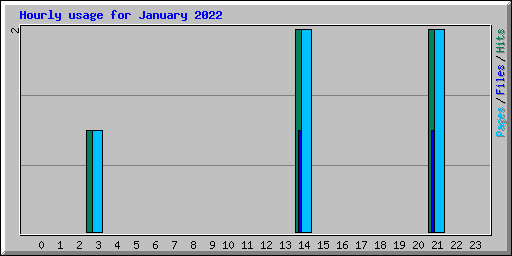 Hourly usage for January 2022
2
Pages/Files/Hits
0 1 2 3 4 5 6 7 8 9 10 11 12 13 14 15 16 17 18 19 20 21 22 23